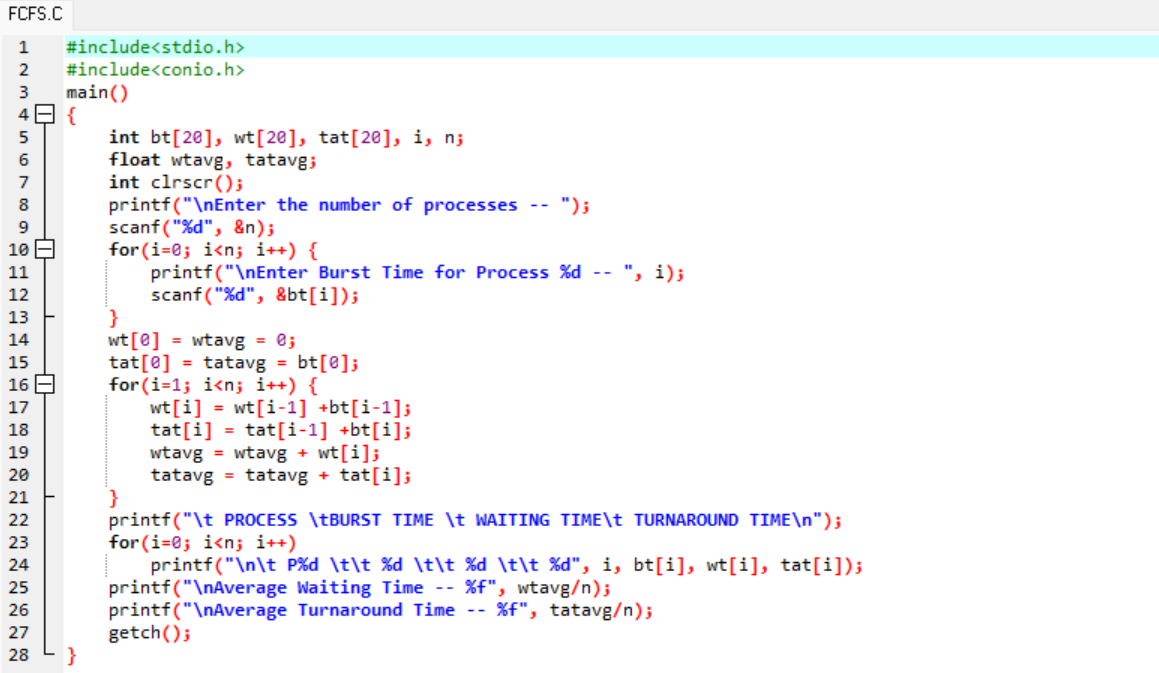 FCFS.C
1 #include<stdio.h>
2 #include<conio.h>
3 main()
4 {
5 int bt[20], wt[20], tat[20], i, n;
6 float wtavg, tatavg;
7 int clrscr();
8 printf("\nEnter the number of processes -- ");
9 scanf("%d", &n);
10 for(i=0; i<n; i++) {
11 printf("\nEnter Burst Time for Process %d -- ", i);
12 scanf("%d", &bt[i]);
13 }
14 wt[0] = wtavg = 0;
15 tat[0] = tatavg = bt[0];
16 for(i=1; i<n; i++) {
17 wt[i] = wt[i-1] +bt[i-1];
18 tat[i] = tat[i-1] +bt[i];
19 wtavg = wtavg + wt[i];
20 tatavg = tatavg + tat[i];
21 }
22 printf("\t PROCESS \tBURST TIME \t WAITING TIME\t TURNAROUND TIME\n");
23 for(i=0; i<n; i++)
24 printf("\n\t P%d \t\t %d \t\t %d \t\t %d", i, bt[i], wt[i], tat[i]);
25 printf("\nAverage Waiting Time -- %f", wtavg/n);
26 printf("\nAverage Turnaround Time -- %f", tatavg/n);
27 getch();
28 }